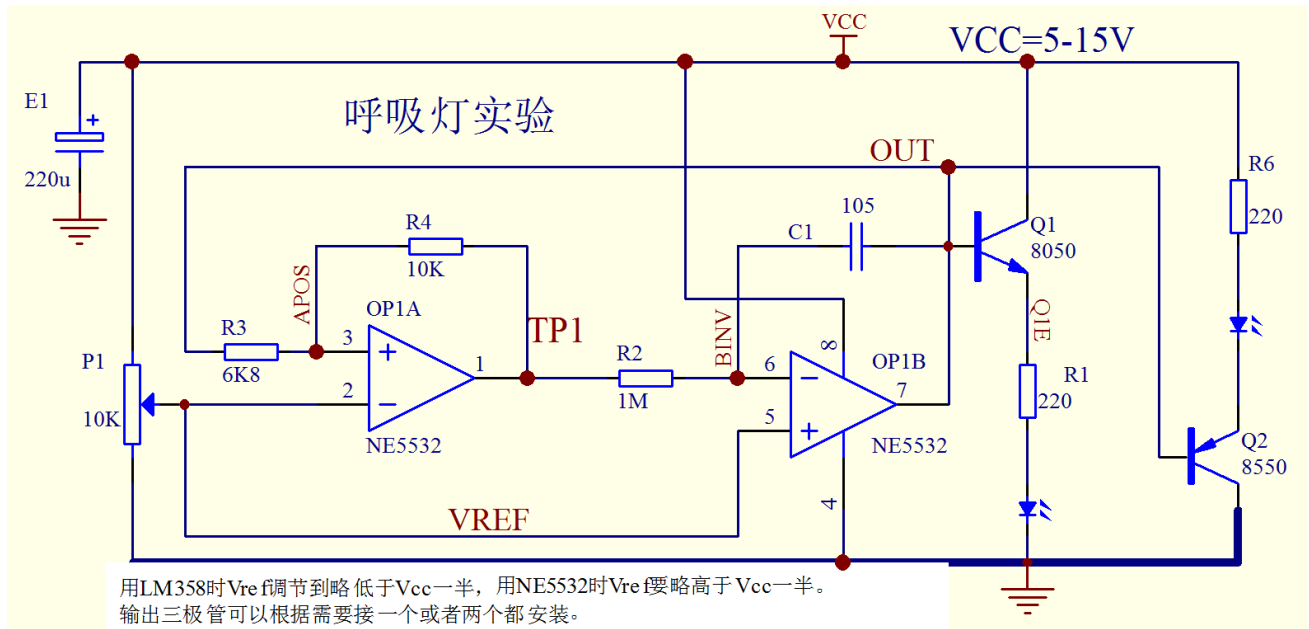 VCC
VCC=5-15V
E1
呼吸灯实验
220u
OUT
R6
220
R4
10K
C1
105
Q1
8050
APOS
OP1A
R3
6K8
3
2
1
TP1
NE5532
P1
10K
R2
1M
BINV
6
5
8
OP1B
7
NE5532
4
Q1E
R1
220
Q2
8550
VREF
用LM358时Vref调节到略低于Vcc一半，用NE5532时Vref要略高于Vcc一半。
输出三极管可以根据需要接一个或者两个都安装。